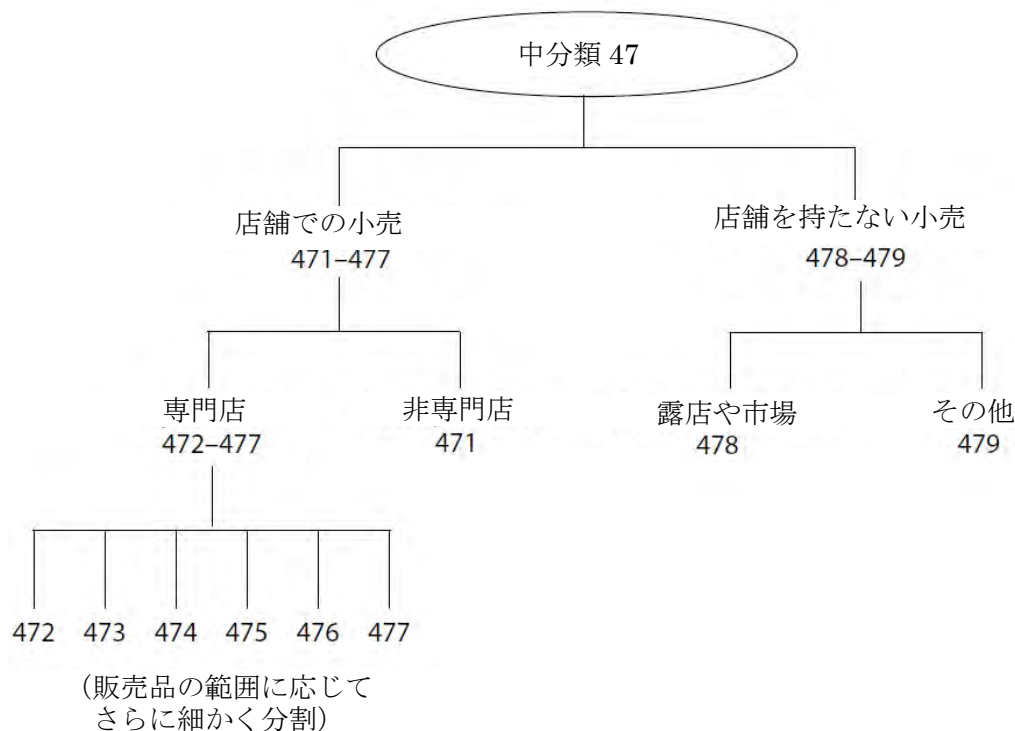 中分類 47
店舗での小売
471–477
店舗を持たない小売
478–479
専門店
472–477
非専門店
471
露店や市場
478
その他
479
472 473 474 475 476 477
（販売品の範囲に応じて
さらに細かく分割）